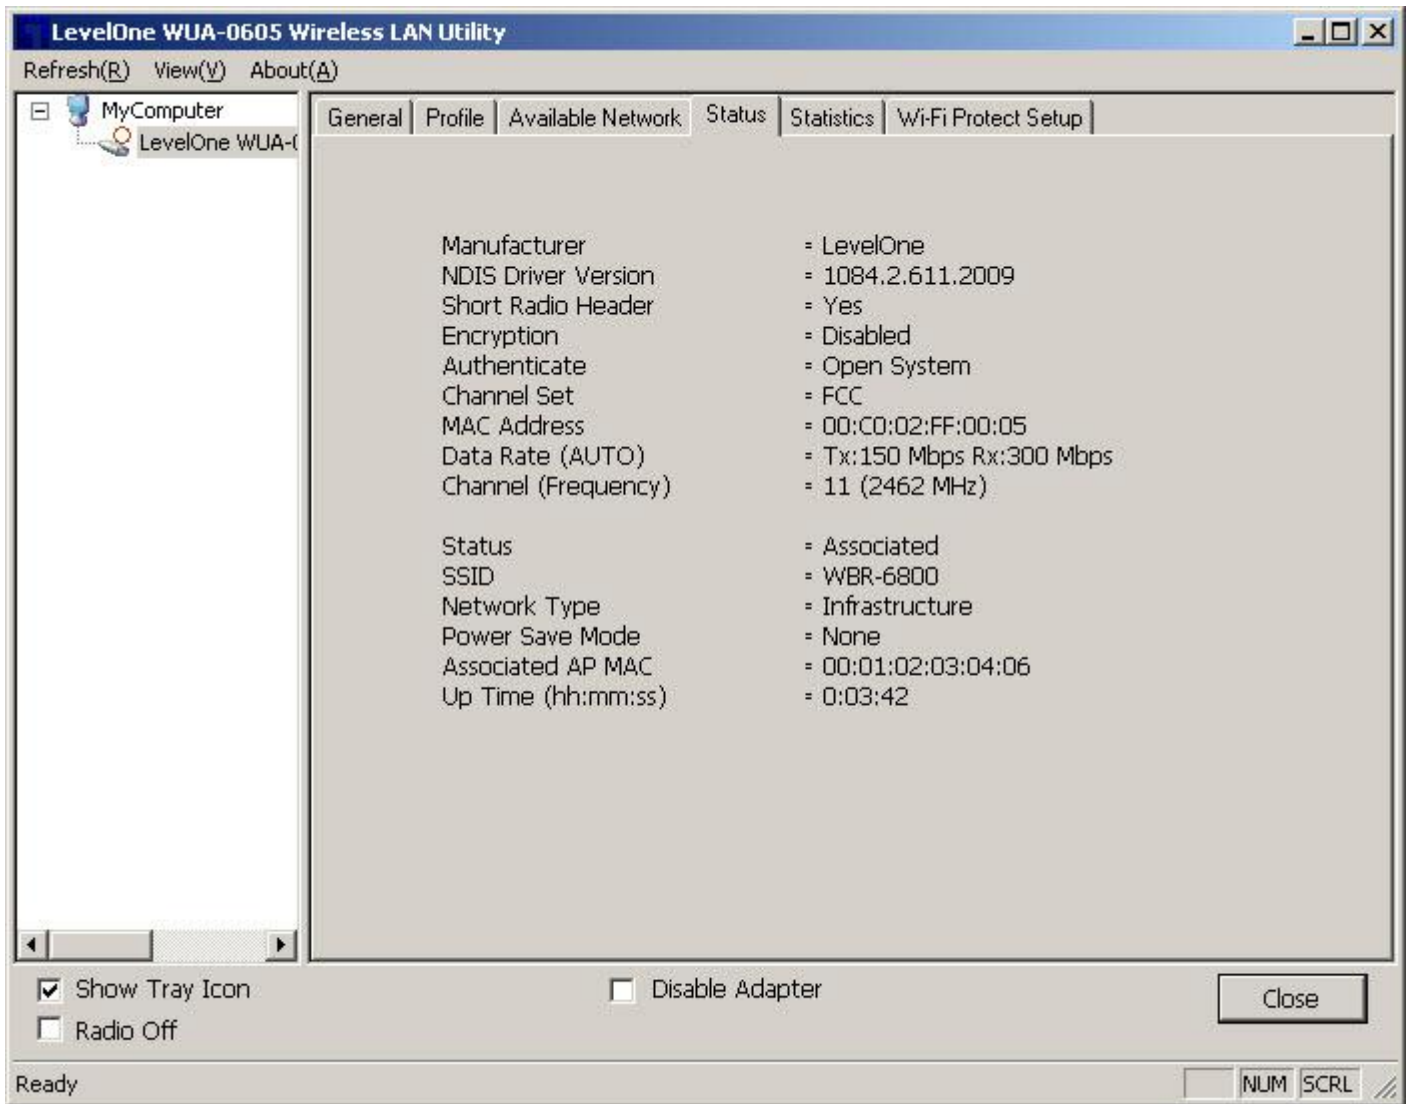 LevelOne WUA-0605 Wireless LAN Utility
Refresh(R) View(V) About(A)
MyComputer
LevelOne WUA-(
General Profile Available Network Status Statistics Wi-Fi Protect Setup
Manufacturer = LevelOne
NDIS Driver Version = 1084.2.611.2009
Short Radio Header = Yes
Encryption = Disabled
Authenticate = Open System
Channel Set = FCC
MAC Address = 00:C0:02:FF:00:05
Data Rate (AUTO) = Tx:150 Mbps Rx:300 Mbps
Channel (Frequency) = 11 (2462 MHz)
Status = Associated
SSID = WBR-6800
Network Type = Infrastructure
Power Save Mode = None
Associated AP MAC = 00:01:02:03:04:06
Up Time (hh:mm:ss) = 0:03:42
Show Tray Icon Disable Adapter Close
Radio Off
Ready NUM SCRL